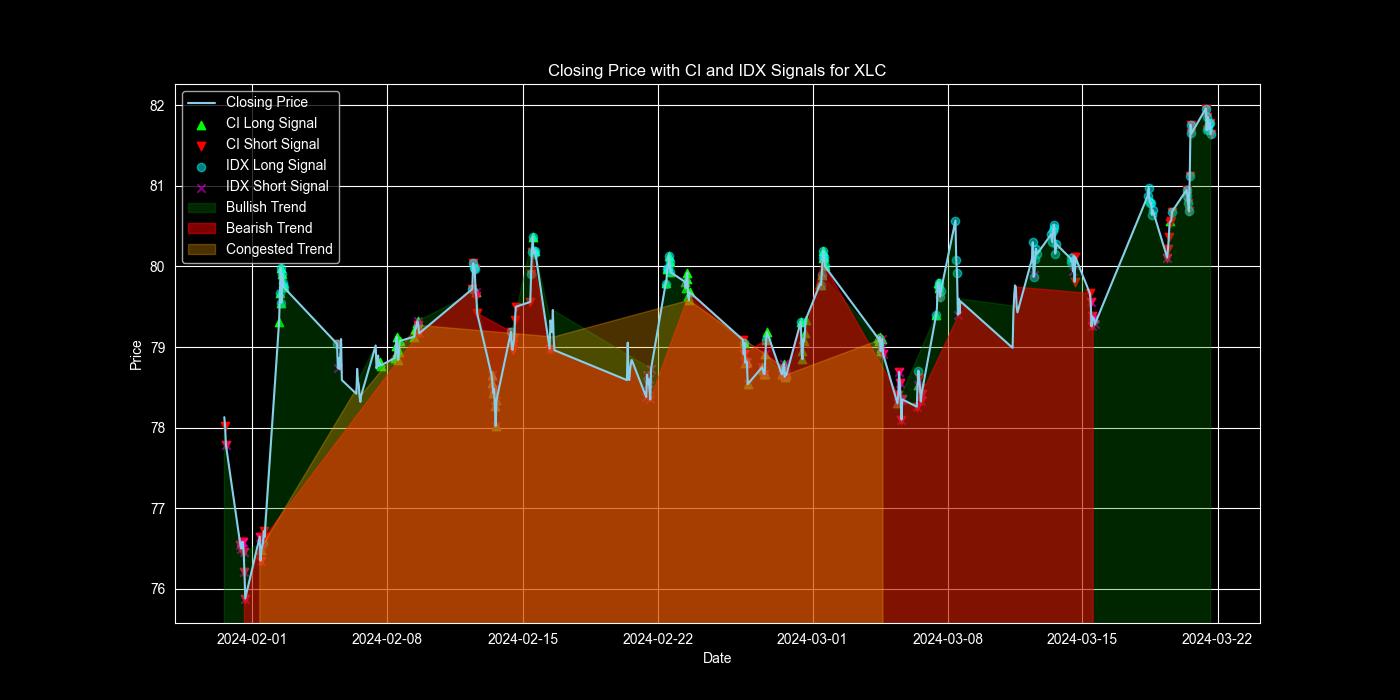 Closing Price with CI and IDX Signals for XLC
Closing Price
CI Long Signal
CI Short Signal
IDX Long Signal
IDX Short Signal
Bullish Trend
Bearish Trend
Congested Trend
82
81
80
79
78
77
76
Price
2024-02-01 2024-02-08 2024-02-15 2024-02-22 2024-03-01 2024-03-08 2024-03-15 2024-03-22
Date